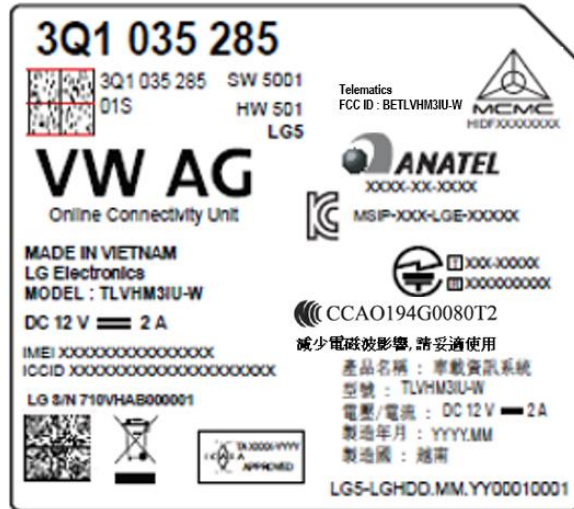 3Q1 035 285
3Q1 035 285 SW 5001
01S HW 501
LG5
VW AG
Online Connectivity Unit
MADE IN VIETNAM
LG Electronics
MODEL : TLVHM3IU-W
DC 12 V 2 A
IMEI XXXXXXXXXXXXXXX
ICCID XXXXXXXXXXXXXXXXXXXX
LG S/N 710VHAB000001
TA XXXX/YYYY
APPROVED
Telematics
FCC ID : BETLVHM3IU-W
MCMC
HIDFXXXXXXXX
ANATEL
XXXX-XX-XXXX
MSIP-XXX-LGE-XXXXX
T XXX-XXXXX
XXXXXXXXXX
CCAO194G0080T2
減少電磁波影響, 請妥適使用
產品名稱 : 車載資訊系統
型號 : TLVHM3IU-W
電壓/電流 : DC 12 V 2 A
製造年月 : YYYY.MM
製造國 : 越南
LG5-LGHDD.MM.YY00010001